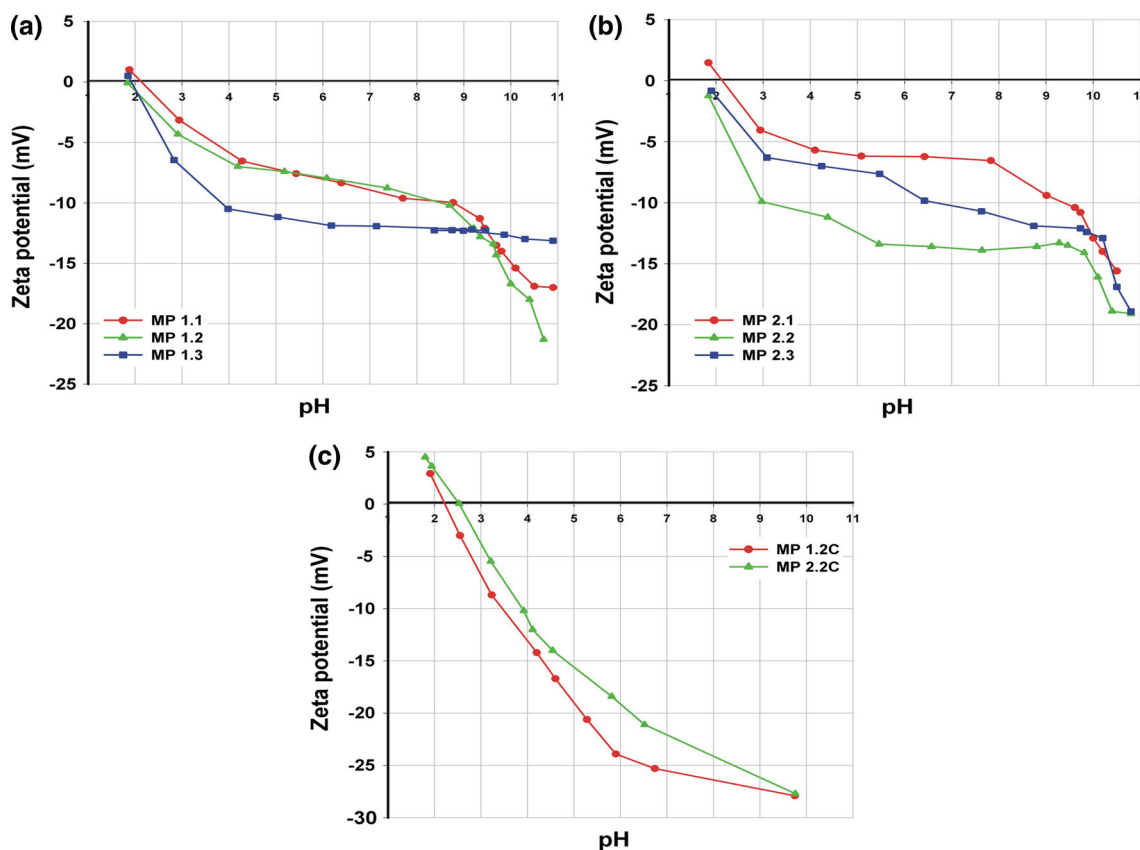 (a)
5
0
-5
-10
-15
-20
-25
Zeta potential (mV)
1 2 3 4 5 6 7 8 9 10 11
MP 1.1
MP 1.2
MP 1.3
pH
(b)
5
0
-5
-10
-15
-20
-25
Zeta potential (mV)
1 2 3 4 5 6 7 8 9 10 11
MP 2.1
MP 2.2
MP 2.3
pH
(c)
5
0
-5
-10
-15
-20
-25
-30
Zeta potential (mV)
1 2 3 4 5 6 7 8 9 10 11
MP 1.2C
MP 2.2C
pH